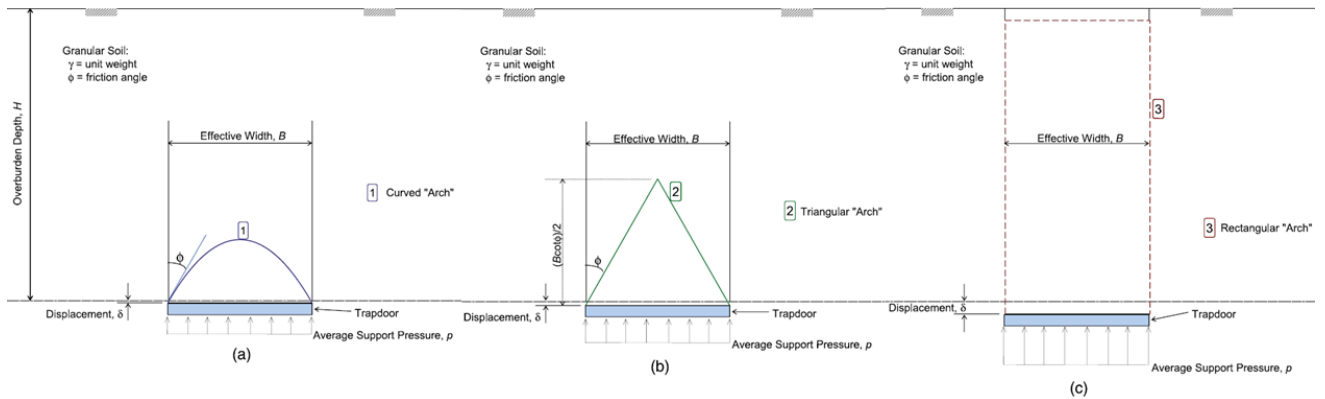 Overburden Depth, H
Granular Soil:
γ = unit weight
ϕ = friction angle
Effective Width, B
1
1 Curved "Arch"
ϕ
Displacement, δ
Trapdoor
Average Support Pressure, p
(a)
Granular Soil:
γ = unit weight
ϕ = friction angle
Effective Width, B
(Bcotϕ)/2
2
2 Triangular "Arch"
ϕ
Displacement, δ
Trapdoor
Average Support Pressure, p
(b)
Granular Soil:
γ = unit weight
ϕ = friction angle
3
Effective Width, B
3 Rectangular "Arch"
Displacement, δ
Trapdoor
Average Support Pressure, p
(c)